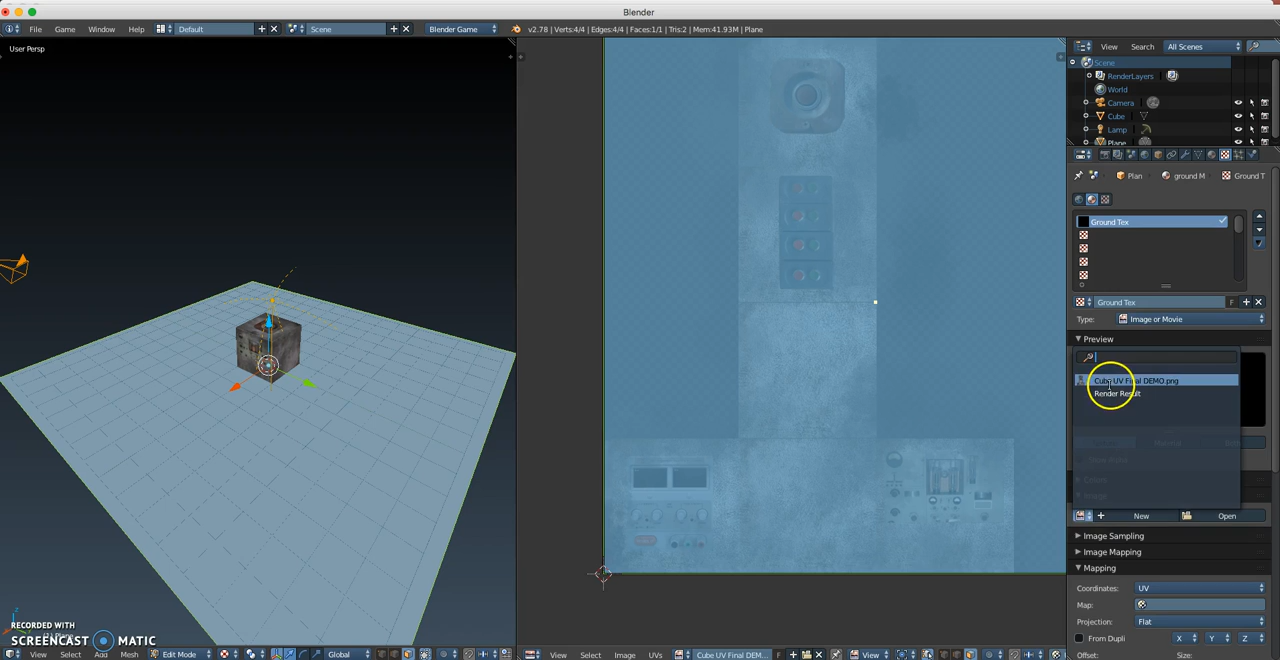 Blender
File Game Window Help Default Scene Blender Game v2.78 | Verts:4/4 | Edges:4/4 | Faces:1/1 | Tris:2 | Mem:41.93M | Plane
User Persp
View Search All Scenes
Scene
RenderLayers
World
Camera
Cube
Lamp
Plane
Plan ground M Ground T
Ground Tex
Ground Tex F
Type: Image or Movie
Preview
Cube UV Final DEMO.png
Render Result
New Open
Image Sampling
Image Mapping
Mapping
Coordinates: UV
Map:
Projection: Flat
From Dupli X Y Z
Offset: Size:
RECORDED WITH
SCREENCAST MATIC
View Select Add Mesh Edit Mode Global
View Select Image UVs Cube UV Final DEM... F View